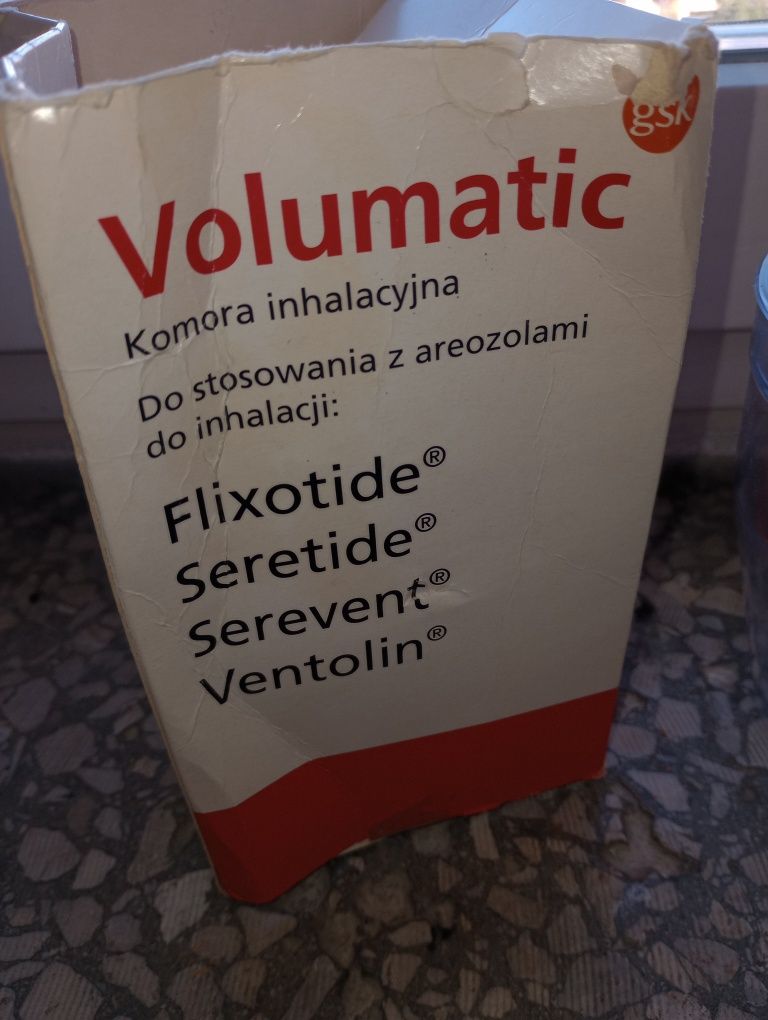 gsk
Volumatic
Komora inhalacyjna
Do stosowania z areozolami
do inhalacji:
Flixotide®
Seretide®
Serevent®
Ventolin®